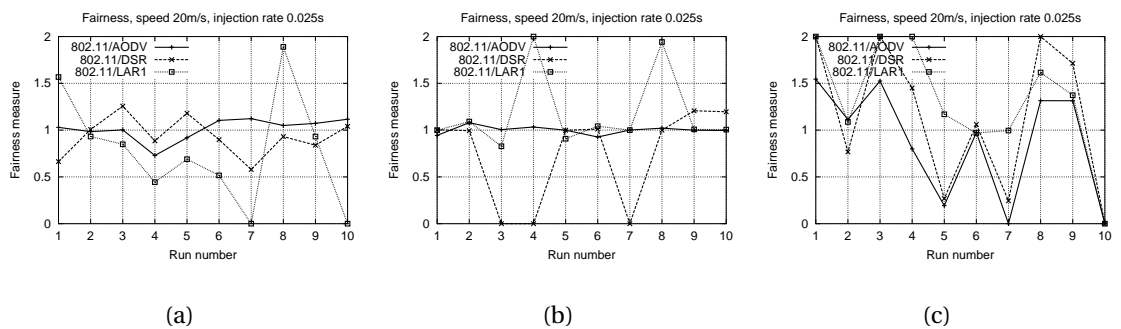 Fairness, speed 20m/s, injection rate 0.025s
2
802.11/AODV
802.11/DSR
802.11/LAR1
1.5
1
0.5
0
Fairness measure
1 2 3 4 5 6 7 8 9 10
Run number
(a)
Fairness, speed 20m/s, injection rate 0.025s
2
802.11/AODV
802.11/DSR
802.11/LAR1
1.5
1
0.5
0
Fairness measure
1 2 3 4 5 6 7 8 9 10
Run number
(b)
Fairness, speed 20m/s, injection rate 0.025s
2
802.11/AODV
802.11/DSR
802.11/LAR1
1.5
1
0.5
0
Fairness measure
1 2 3 4 5 6 7 8 9 10
Run number
(c)